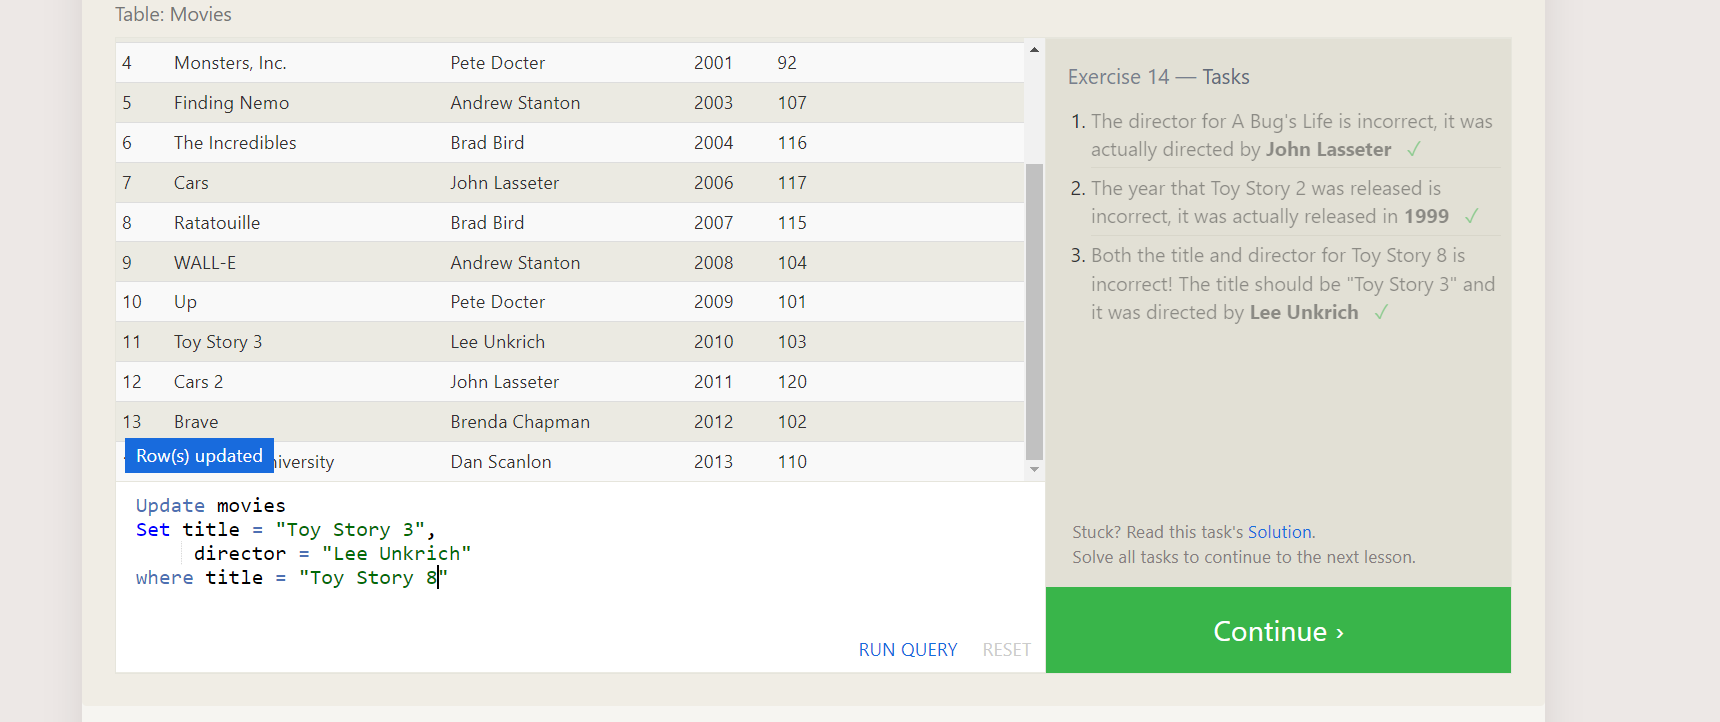 Table: Movies
4 Monsters, Inc. Pete Docter 2001 92
5 Finding Nemo Andrew Stanton 2003 107
6 The Incredibles Brad Bird 2004 116
7 Cars John Lasseter 2006 117
8 Ratatouille Brad Bird 2007 115
9 WALL-E Andrew Stanton 2008 104
10 Up Pete Docter 2009 101
11 Toy Story 3 Lee Unkrich 2010 103
12 Cars 2 John Lasseter 2011 120
13 Brave Brenda Chapman 2012 102
Dan Scanlon 2013 110
Row(s) updated
Update movies
Set title = "Toy Story 3",
director = "Lee Unkrich"
where title = "Toy Story 8"
RUN QUERY RESET
Exercise 14 — Tasks
1. The director for A Bug's Life is incorrect, it was
actually directed by John Lasseter ✓
2. The year that Toy Story 2 was released is
incorrect, it was actually released in 1999 ✓
3. Both the title and director for Toy Story 8 is
incorrect! The title should be "Toy Story 3" and
it was directed by Lee Unkrich ✓
Stuck? Read this task's Solution.
Solve all tasks to continue to the next lesson.
Continue ›